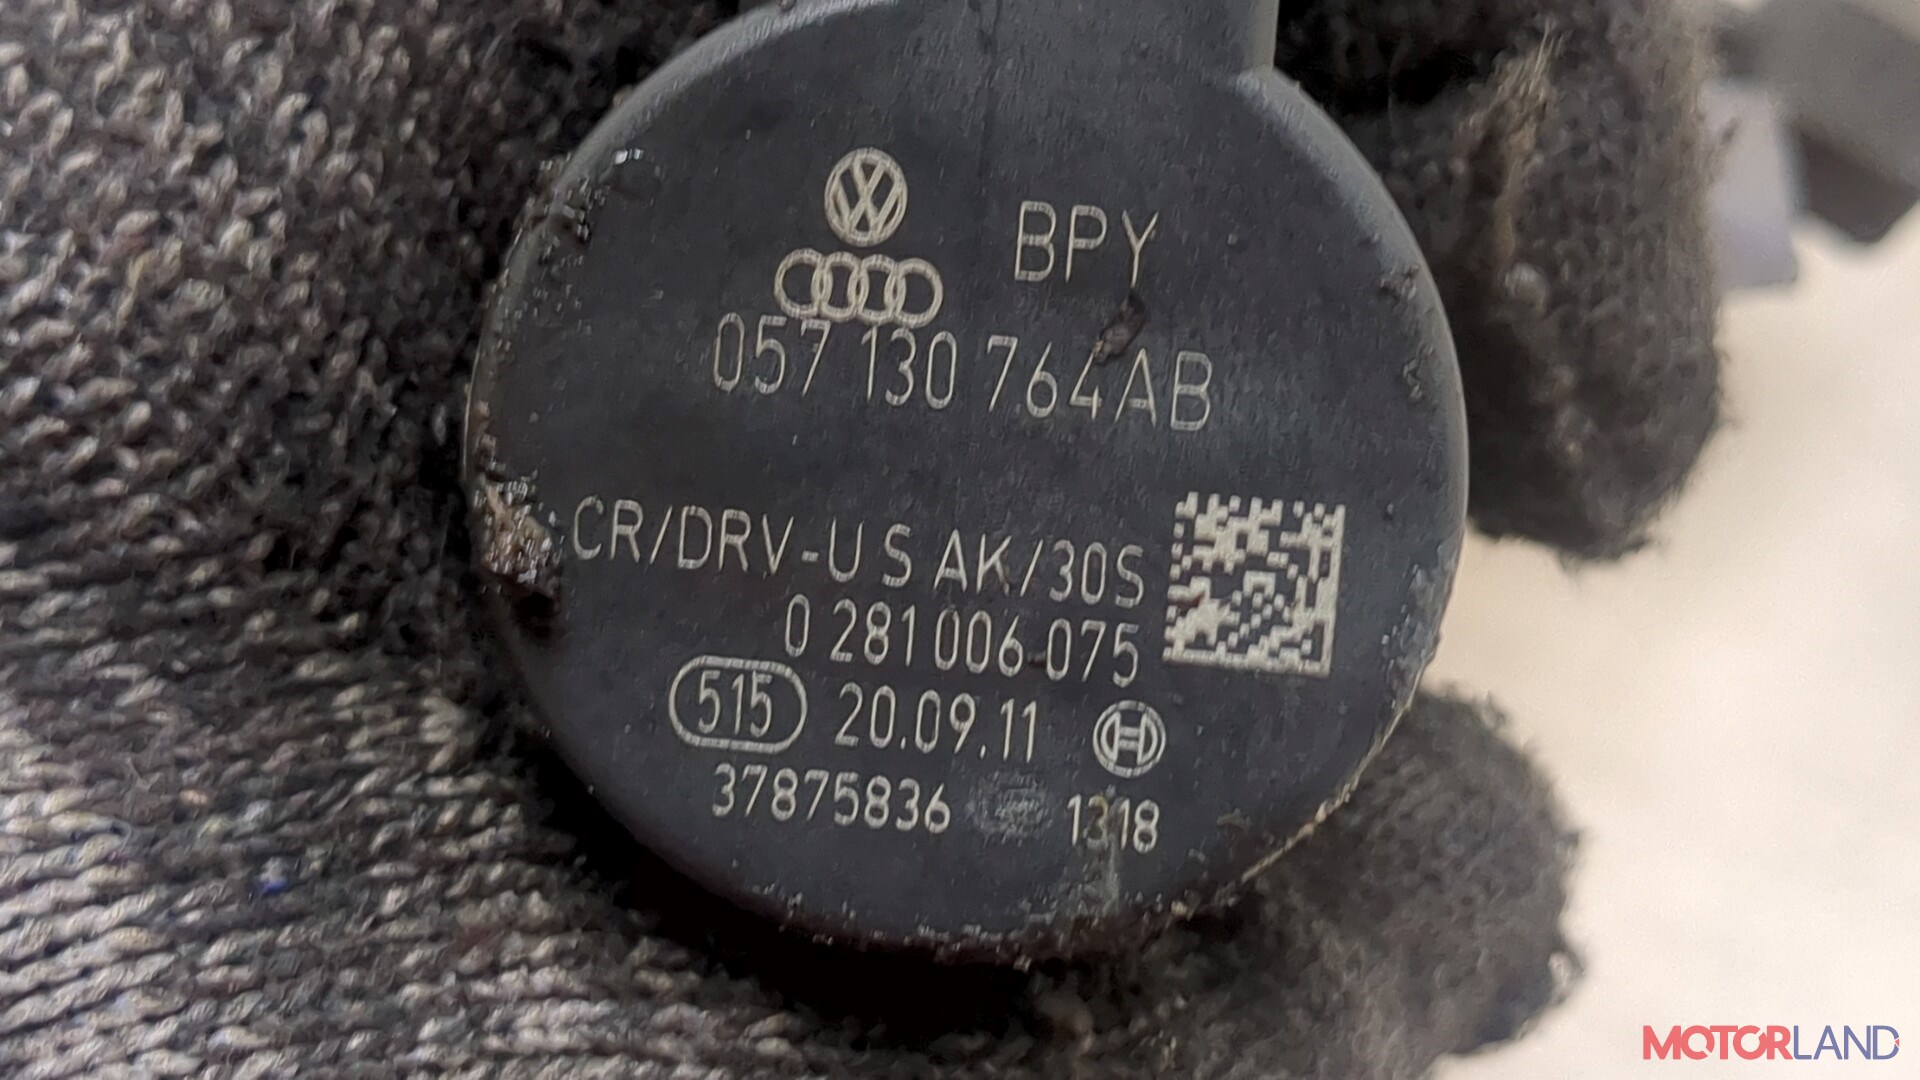 BPY
057 130 764AB
CR/DRV-U S AK/30S
0 281 006 075
515 20.09.11
37875836 1318
MOTORLAND